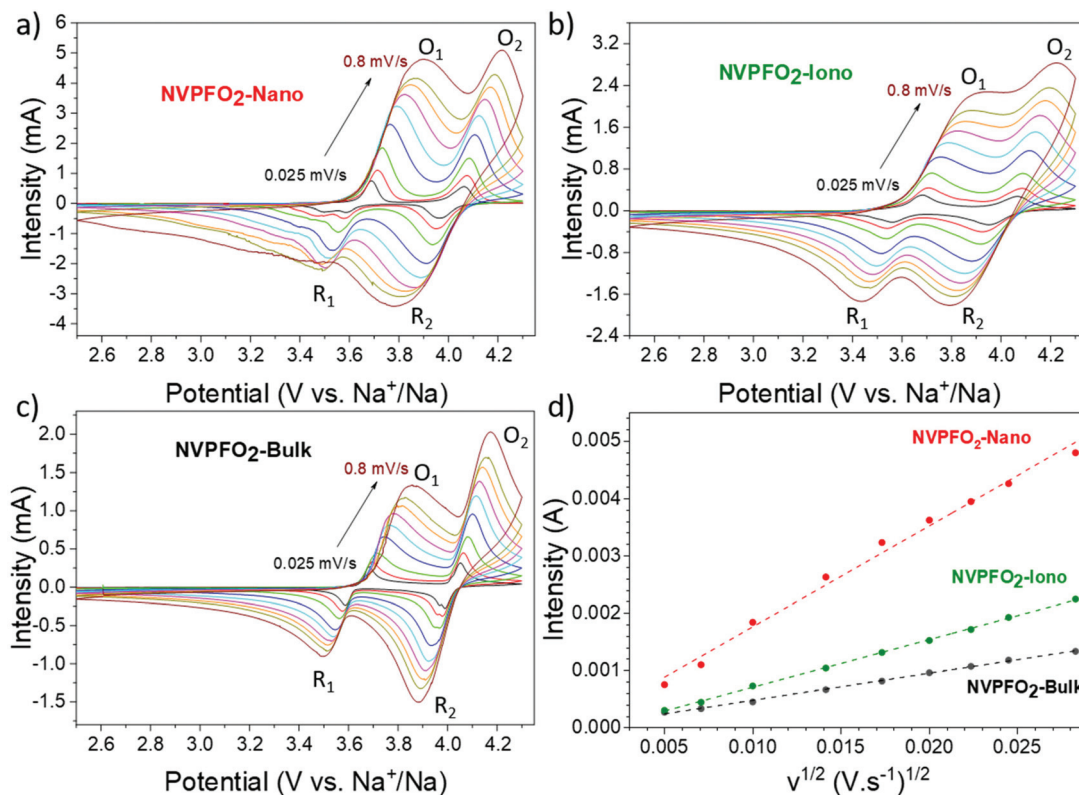 a)
6
5
4
3
2
1
0
-1
-2
-3
-4
Intensity (mA)
NVPFO₂-Nano
0.8 mV/s
0.025 mV/s
O₁
O₂
R₁
R₂
2.6 2.8 3.0 3.2 3.4 3.6 3.8 4.0 4.2
Potential (V vs. Na⁺/Na)
b)
3.6
2.4
1.2
0.0
-0.8
-1.6
-2.4
Intensity (mA)
NVPFO₂-Iono
0.8 mV/s
0.025 mV/s
O₁
O₂
R₁
R₂
2.6 2.8 3.0 3.2 3.4 3.6 3.8 4.0 4.2
Potential (V vs. Na⁺/Na)
c)
2.0
1.5
1.0
0.5
0.0
-0.5
-1.0
-1.5
Intensity (mA)
NVPFO₂-Bulk
0.8 mV/s
0.025 mV/s
O₁
O₂
R₁
R₂
2.6 2.8 3.0 3.2 3.4 3.6 3.8 4.0 4.2
Potential (V vs. Na⁺/Na)
d)
0.005
0.004
0.003
0.002
0.001
0.000
Intensity (A)
NVPFO₂-Nano
NVPFO₂-Iono
NVPFO₂-Bulk
0.005 0.010 0.015 0.020 0.025
v¹ᐟ² (V.s⁻¹)¹ᐟ²